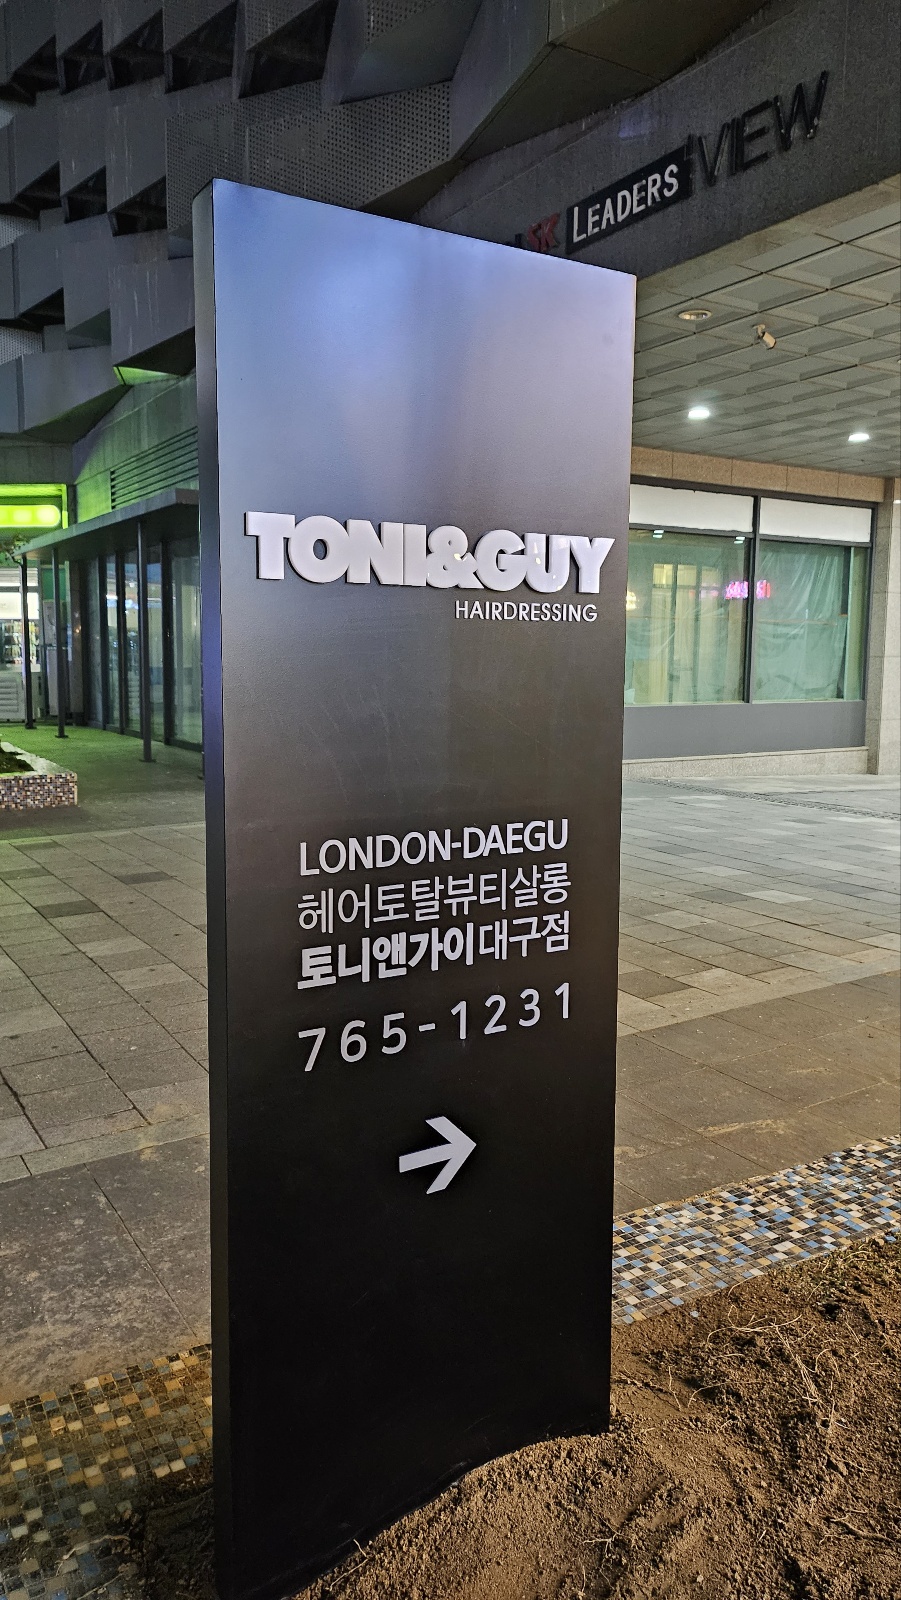 SK LEADERS'VIEW
TONI&GUY
HAIRDRESSING
LONDON-DAEGU
헤어토탈뷰티살롱
토니앤가이대구점
765-1231